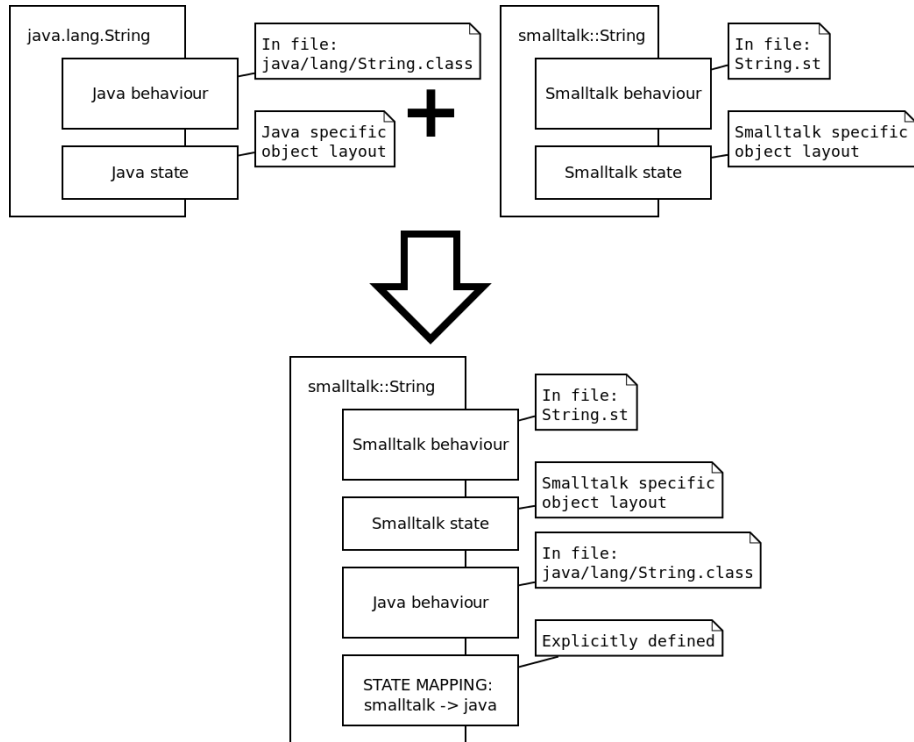 java.lang.String
In file:
java/lang/String.class
Java behaviour
Java specific
object layout
Java state
smalltalk::String
In file:
String.st
Smalltalk behaviour
Smalltalk specific
object layout
Smalltalk state
smalltalk::String
In file:
String.st
Smalltalk behaviour
Smalltalk specific
object layout
Smalltalk state
In file:
java/lang/String.class
Java behaviour
Explicitly defined
STATE MAPPING:
smalltalk -> java